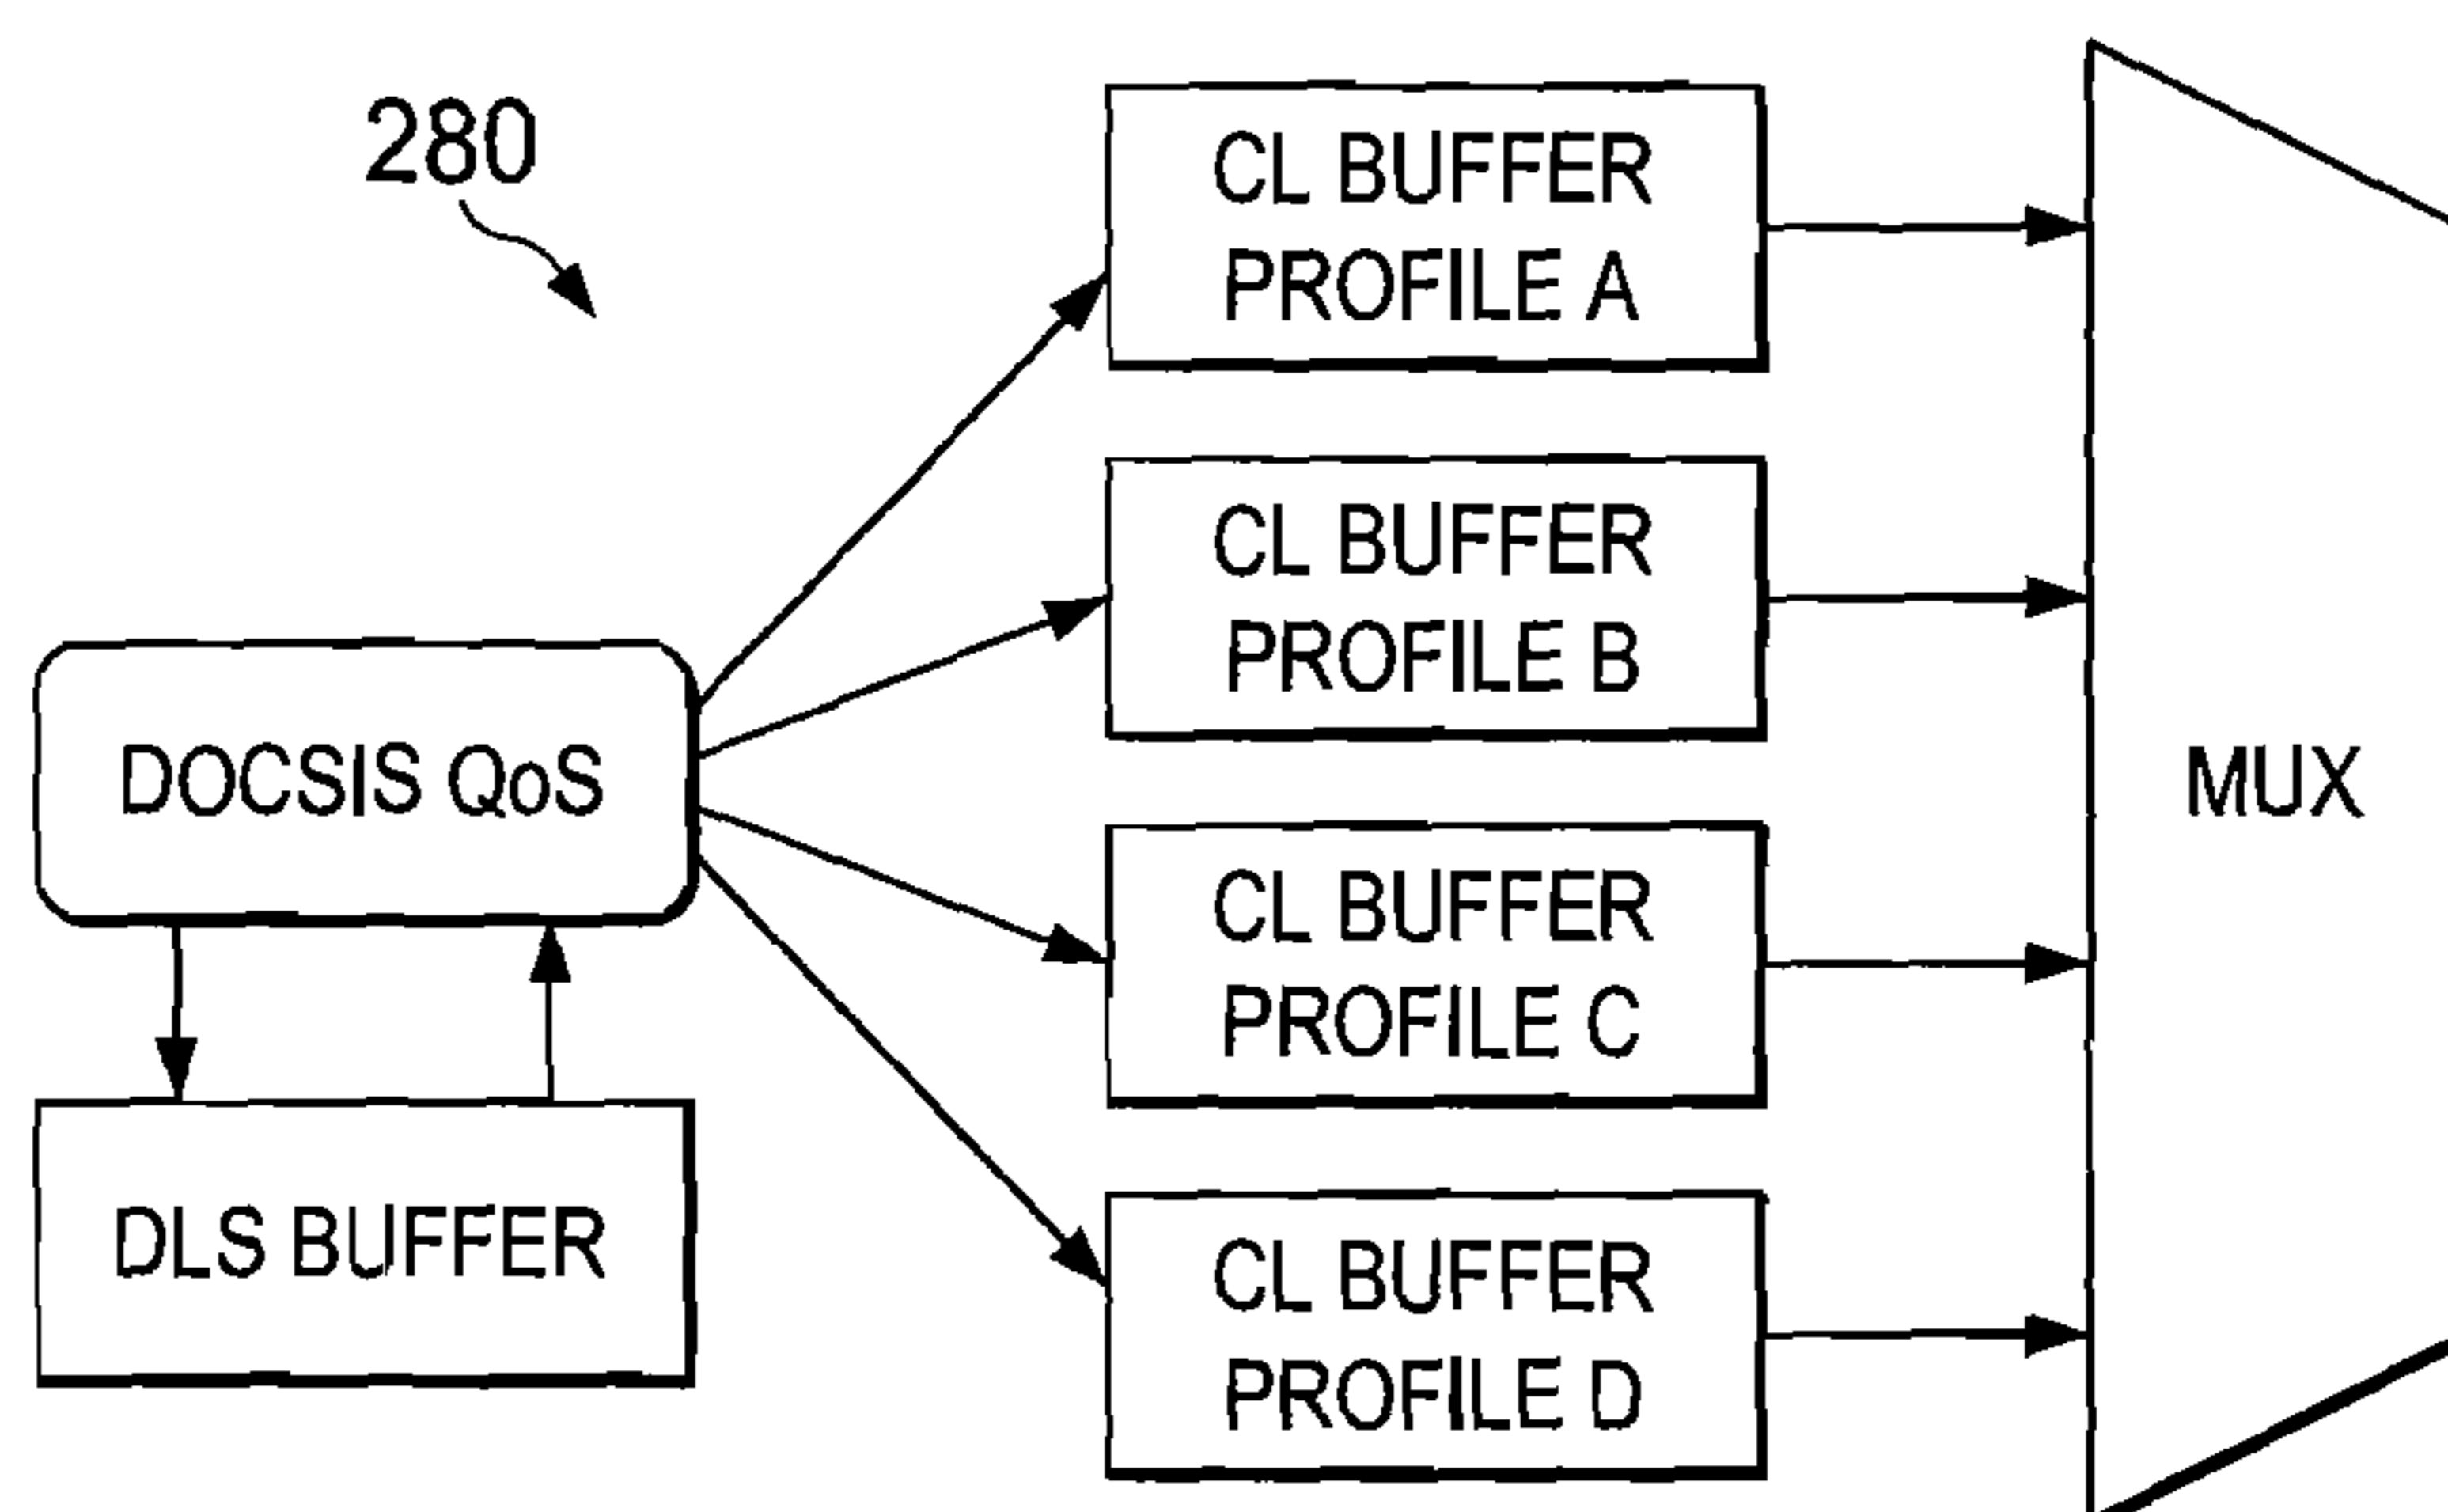 280
CL BUFFER
PROFILE A
CL BUFFER
PROFILE B
DOCSIS QoS
MUX
CL BUFFER
PROFILE C
DLS BUFFER
CL BUFFER
PROFILE D